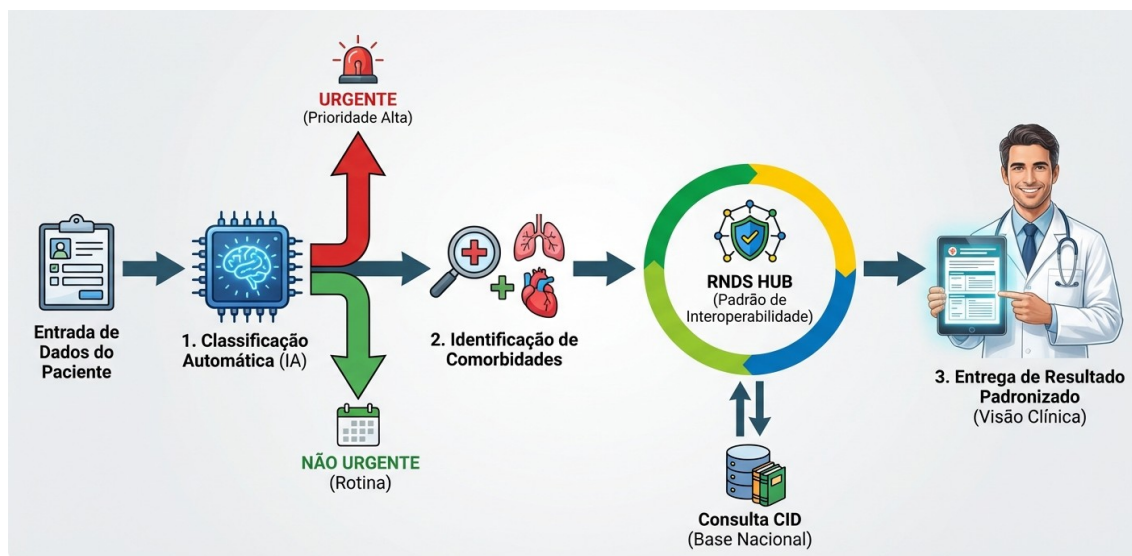 Entrada de
Dados do
Paciente
1. Classificação
Automática (IA)
URGENTE
(Prioridade Alta)
NÃO URGENTE
(Rotina)
2. Identificação de
Comorbidades
RNDS HUB
(Padrão de
Interoperabilidade)
Consulta CID
(Base Nacional)
3. Entrega de Resultado
Padronizado
(Visão Clínica)